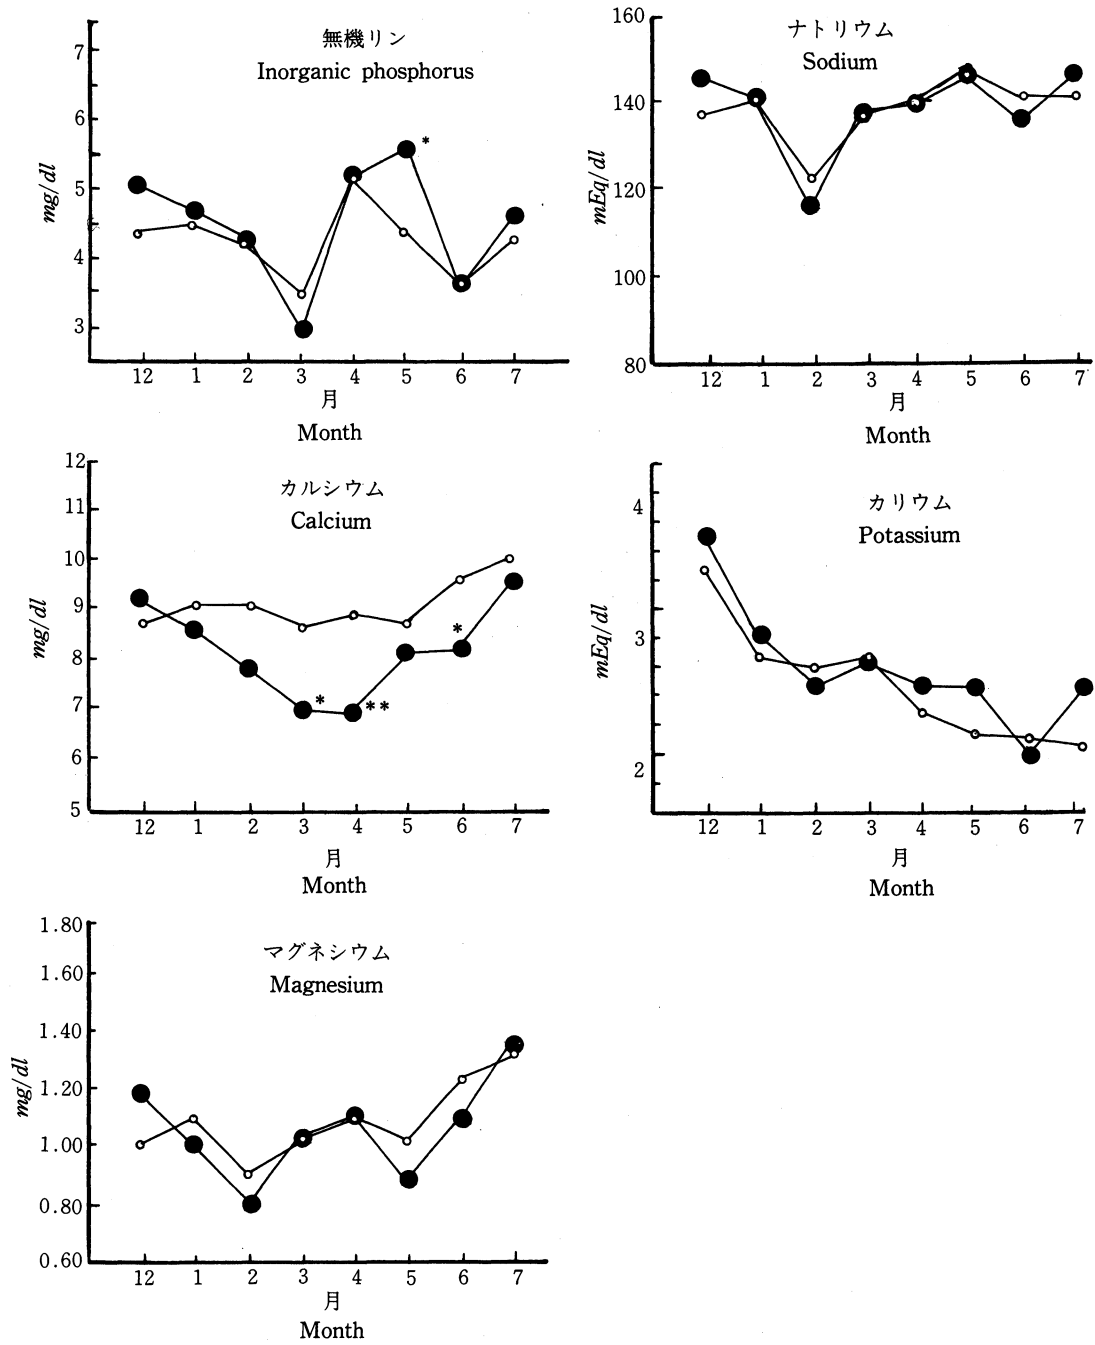 無機リン
Inorganic phosphorus
mg/dl
7
6
5
4
3
*
12 1 2 3 4 5 6 7
月
Month
ナトリウム
Sodium
mEq/dl
160
140
120
100
80
12 1 2 3 4 5 6 7
月
Month
カルシウム
Calcium
mg/dl
12
11
10
9
8
7
6
5
*
* *
*
12 1 2 3 4 5 6 7
月
Month
カリウム
Potassium
mEq/dl
4
3
2
12 1 2 3 4 5 6 7
月
Month
マグネシウム
Magnesium
mg/dl
1.80
1.60
1.40
1.20
1.00
0.80
0.60
12 1 2 3 4 5 6 7
月
Month